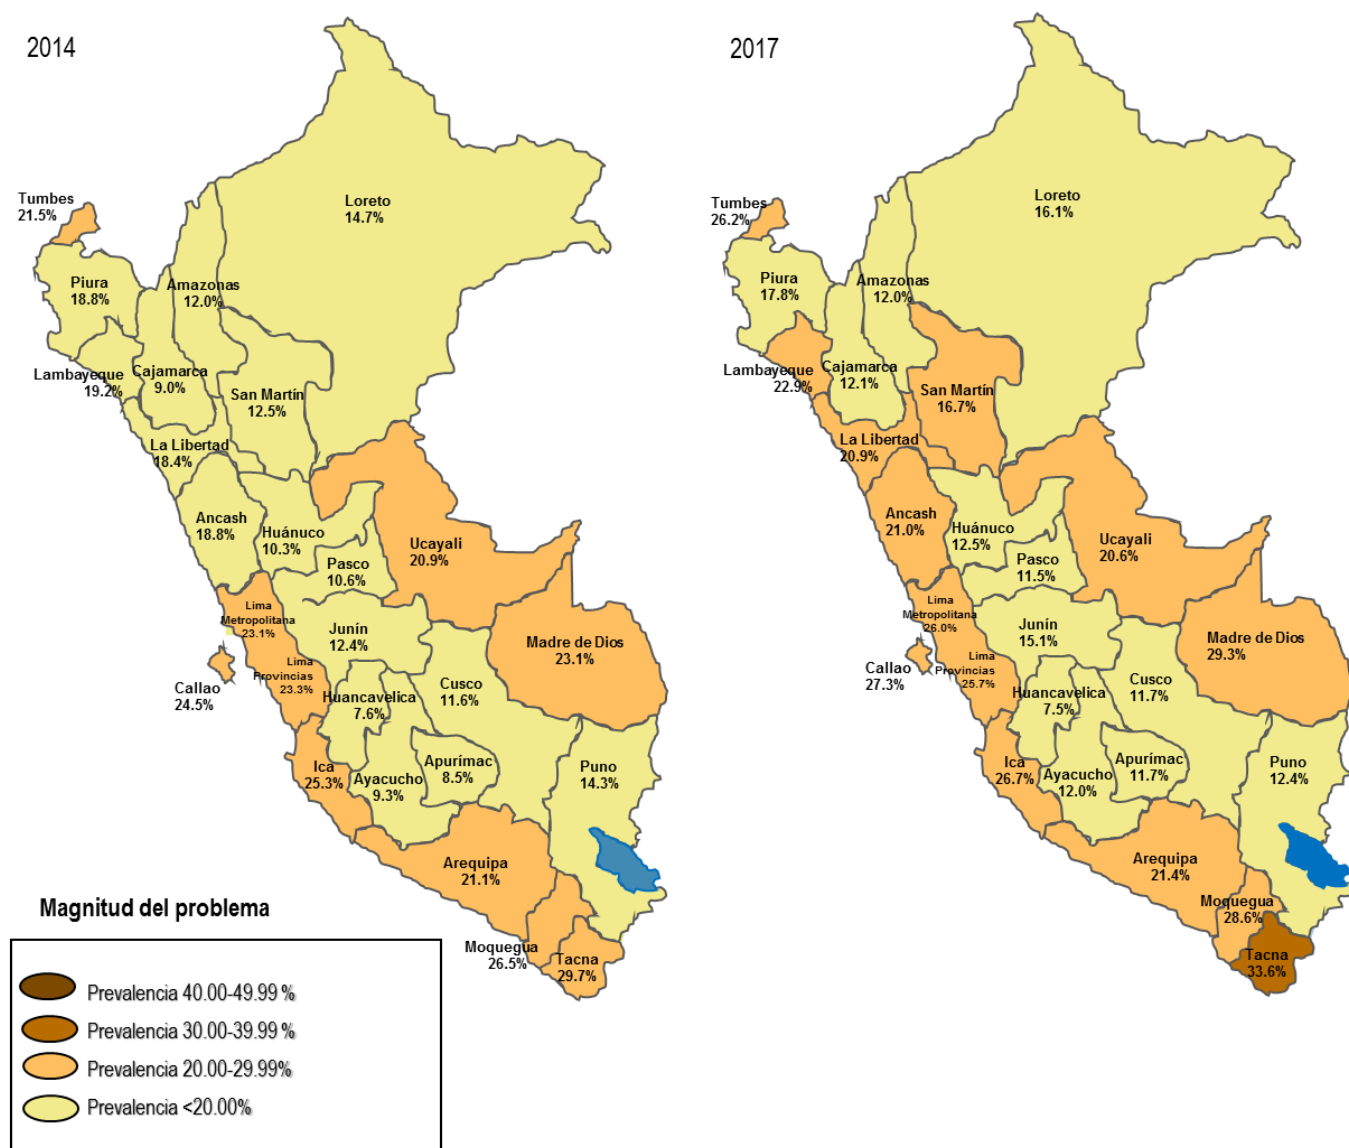 2014
Loreto
14.7%
Tumbes
21.5%
Piura
18.8%
Amazonas
12.0%
Lambayeque
19.2%
Cajamarca
9.0%
San Martín
12.5%
La Libertad
18.4%
Ancash
18.8%
Huánuco
10.3%
Ucayali
20.9%
Pasco
10.6%
Lima
Metropolitana
23.1%
Junín
12.4%
Madre de Dios
23.1%
Lima
Provincias
23.3%
Callao
24.5%
Huancavelica
7.6%
Cusco
11.6%
Ica
25.3%
Ayacucho
9.3%
Apurímac
8.5%
Puno
14.3%
Arequipa
21.1%
Moquegua
26.5%
Tacna
29.7%
2017
Loreto
16.1%
Tumbes
26.2%
Piura
17.8%
Amazonas
12.0%
Lambayeque
22.9%
Cajamarca
12.1%
San Martín
16.7%
La Libertad
20.9%
Ancash
21.0%
Huánuco
12.5%
Ucayali
20.6%
Pasco
11.5%
Lima
Metropolitana
26.0%
Junín
15.1%
Madre de Dios
29.3%
Lima
Provincias
25.7%
Callao
27.3%
Huancavelica
7.5%
Cusco
11.7%
Ica
26.7%
Ayacucho
12.0%
Apurímac
11.7%
Puno
12.4%
Arequipa
21.4%
Moquegua
28.6%
Tacna
33.6%
Magnitud del problema
Prevalencia 40.00-49.99 %
Prevalencia 30.00-39.99 %
Prevalencia 20.00-29.99%
Prevalencia <20.00%